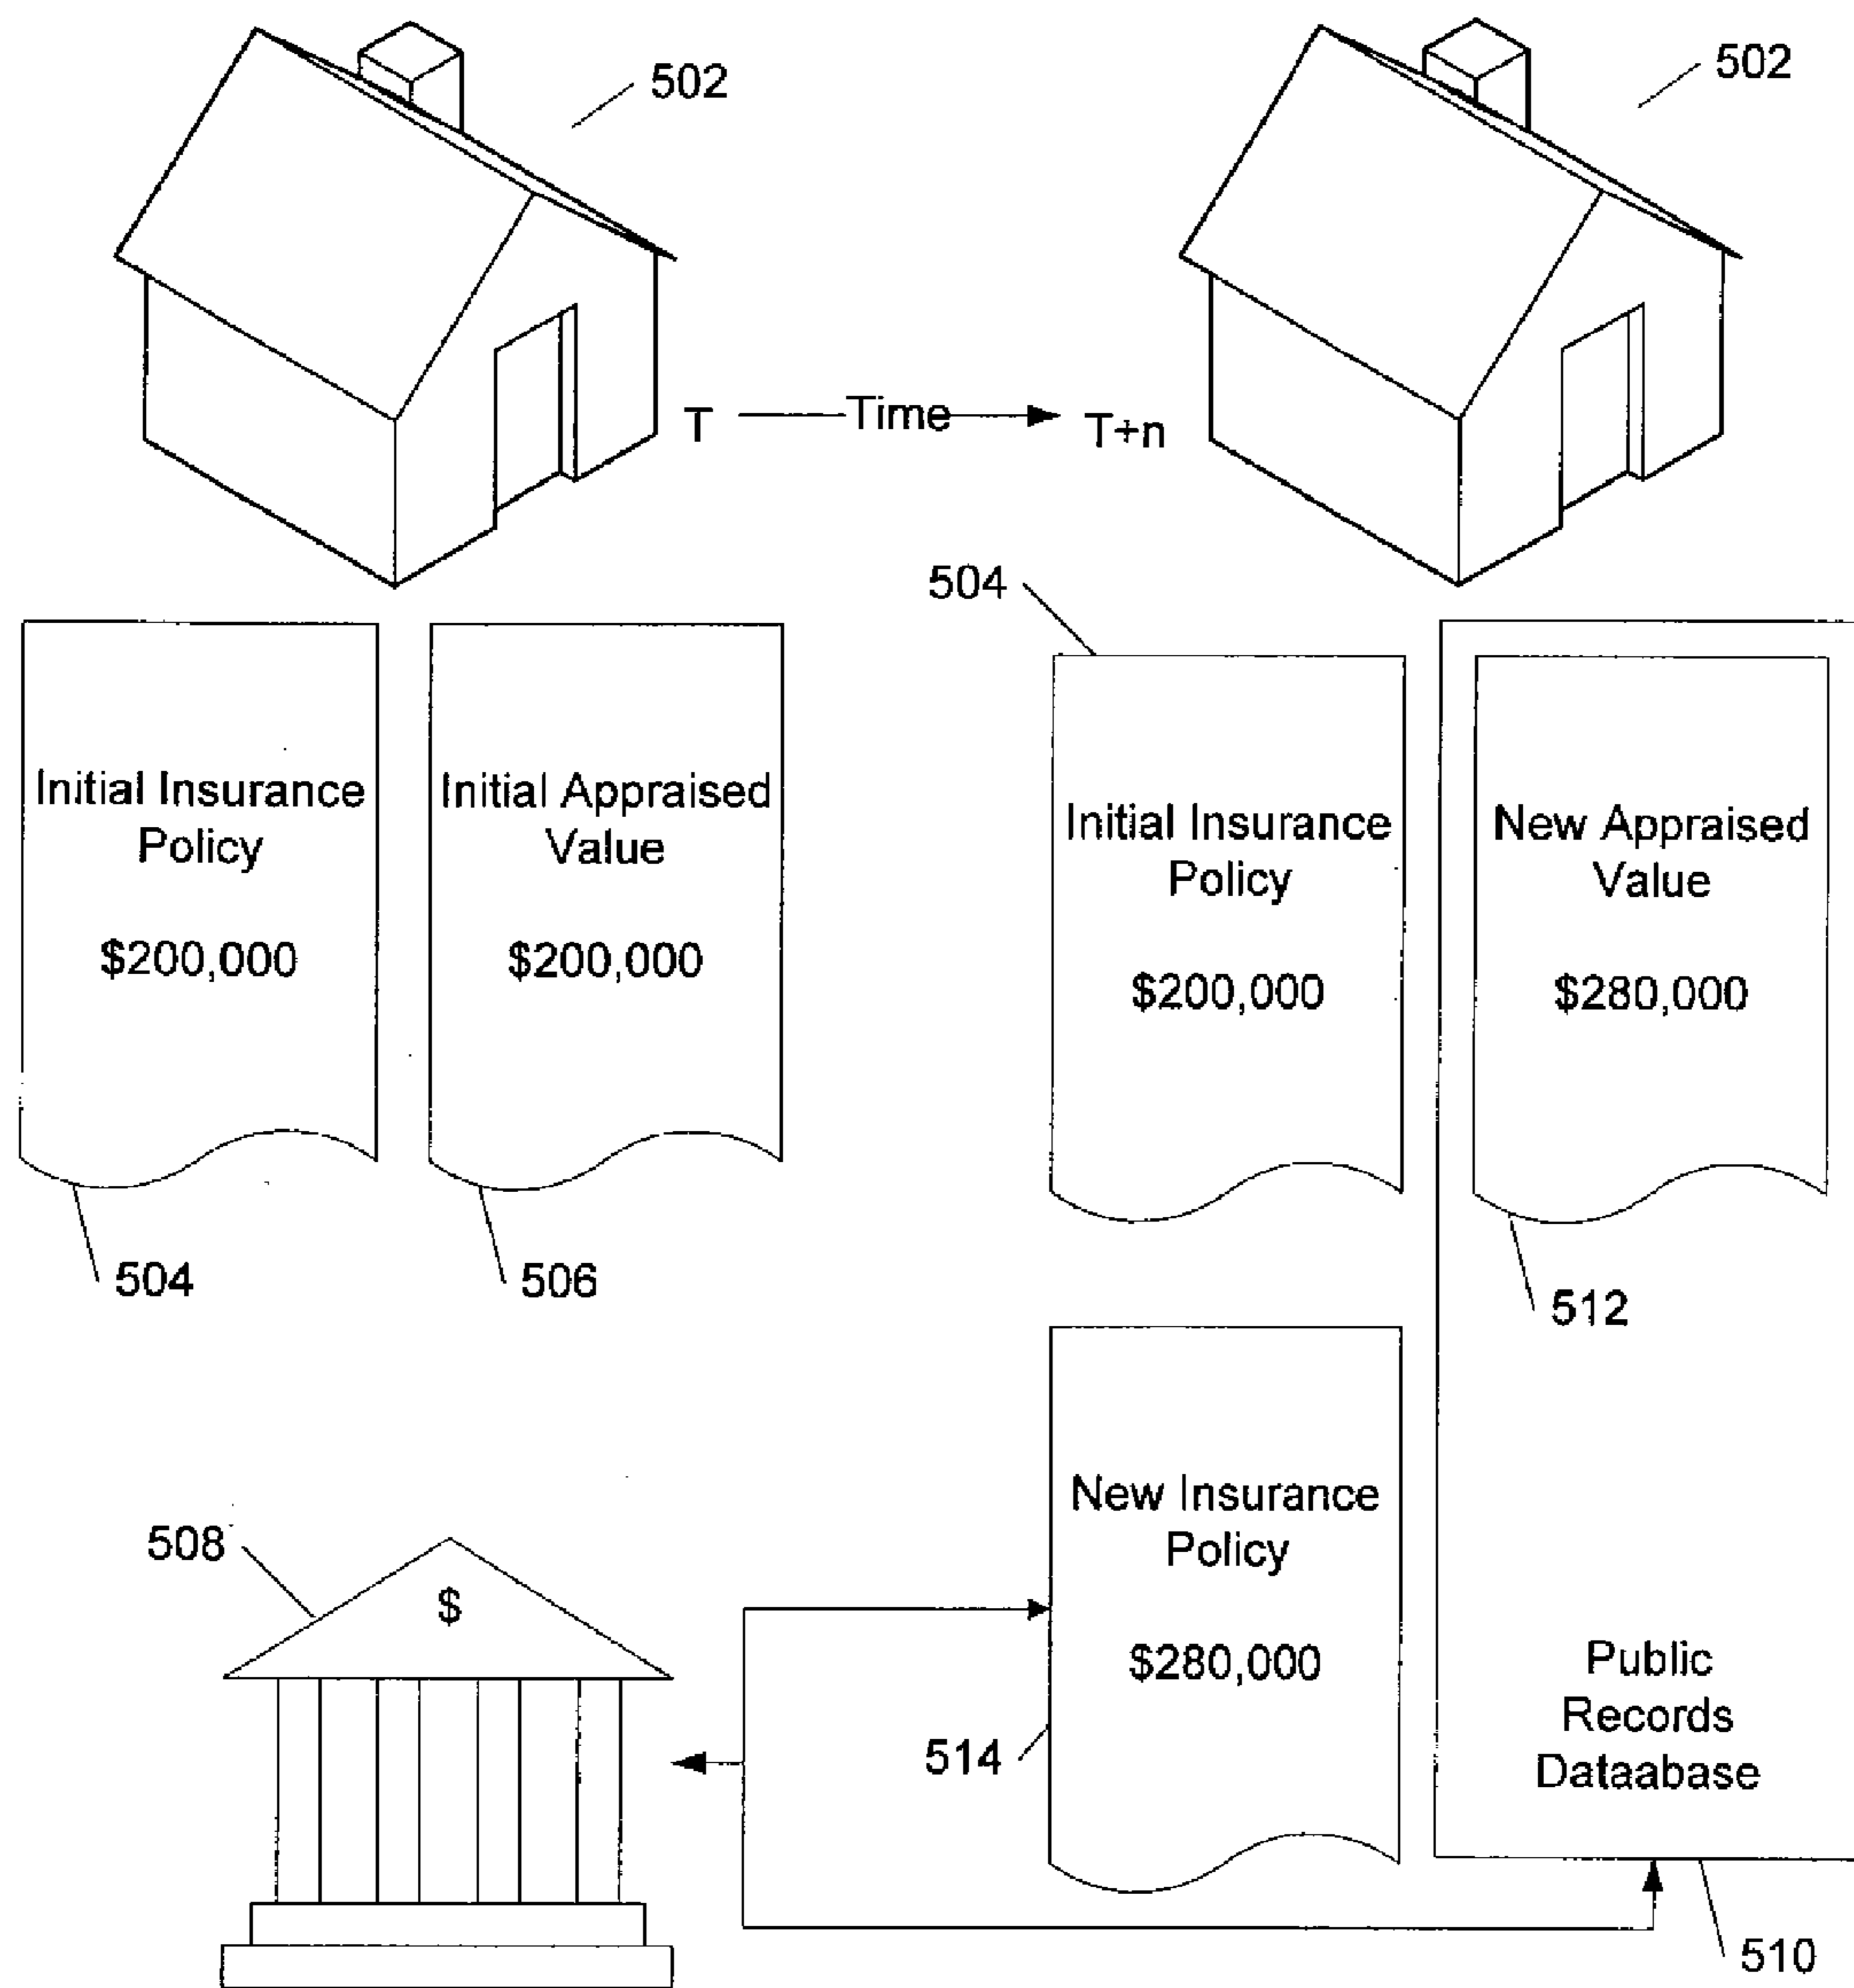 502
502
T
Time
T+n
504
Initial Insurance
Policy
$200,000
Initial Appraised
Value
$200,000
Initial Insurance
Policy
$200,000
New Appraised
Value
$280,000
504
506
512
New Insurance
Policy
$280,000
508
$
514
Public
Records
Dataabase
510